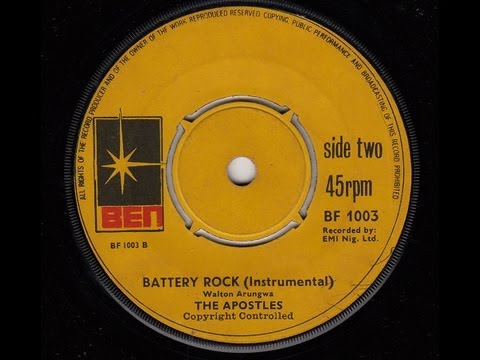 ALL RIGHTS OF THE RECORD PRODUCER AND OF THE OWNER OF THE WORK REPRODUCED RESERVED COPYING, PUBLIC PERFORMANCE AND BROADCASTING OF THIS RECORD PROHIBITED
side two
45rpm
BF 1003
Recorded by:
EMI Nig. Ltd.
BEN
BF 1003 B
BATTERY ROCK (Instrumental)
Walton Arungwa
THE APOSTLES
Copyright Controlled